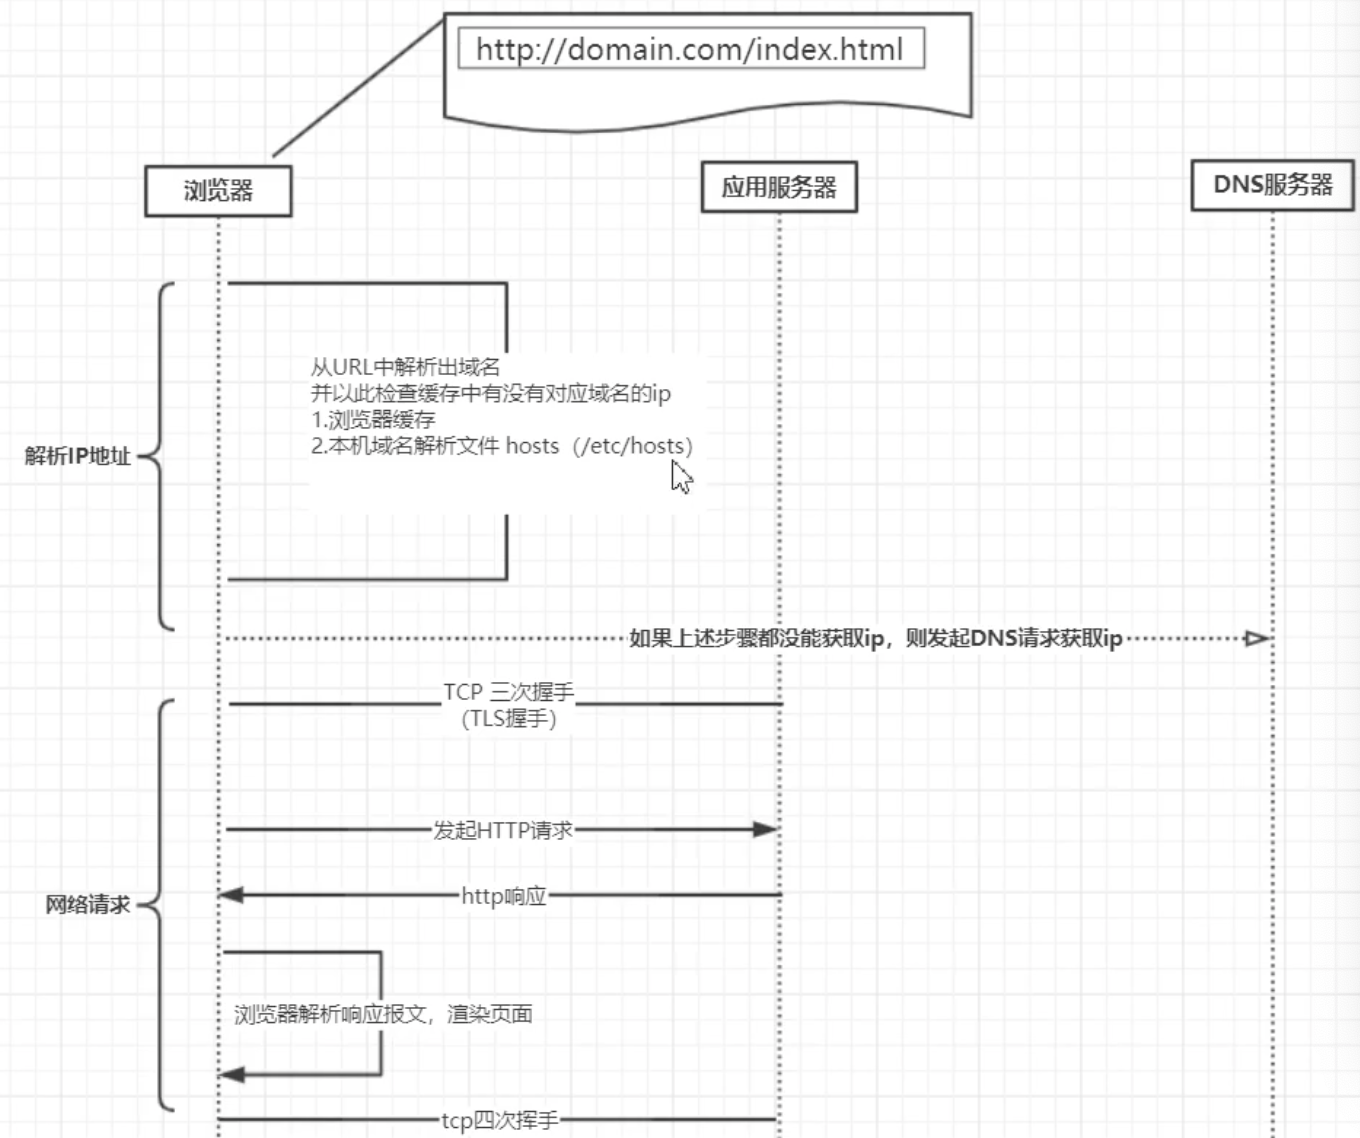 http://domain.com/index.html
浏览器
应用服务器
DNS服务器
从URL中解析出域名
并以此检查缓存中有没有对应域名的ip
1.浏览器缓存
2.本机域名解析文件 hosts（/etc/hosts）
解析IP地址
如果上述步骤都没能获取ip，则发起DNS请求获取ip
TCP 三次握手
（TLS握手）
发起HTTP请求
http响应
网络请求
浏览器解析响应报文，渲染页面
tcp四次挥手